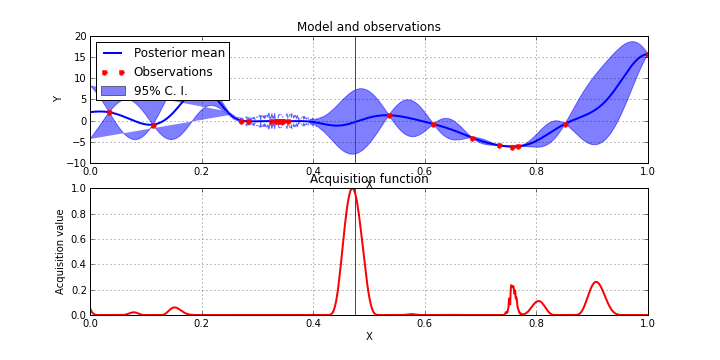 Model and observations
Y
20
15
10
5
0
−5
−10
Posterior mean
Observations
95% C. I.
0.0 0.2 0.4 0.6 0.8 1.0
X
Acquisition function
Acquisition value
1.0
0.8
0.6
0.4
0.2
0.0
0.0 0.2 0.4 0.6 0.8 1.0
X